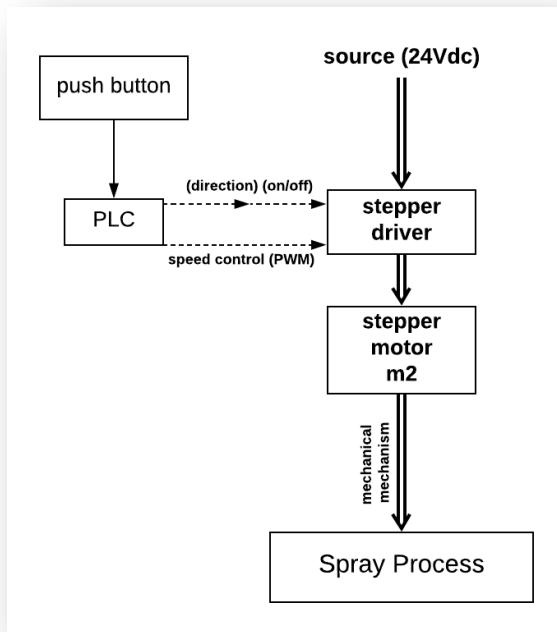 source (24Vdc)
push button
(direction) (on/off)
PLC
stepper
driver
speed control (PWM)
stepper
motor
m2
mechanical
mechanism
Spray Process